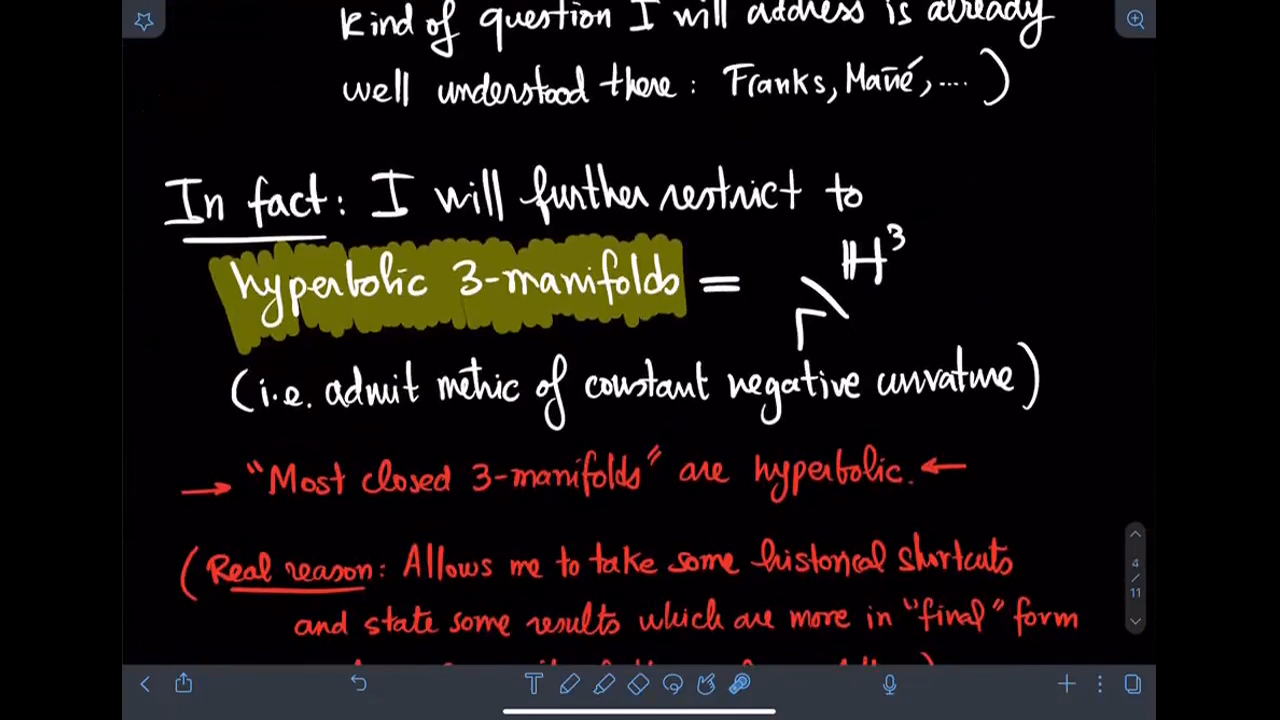 kind of question I will address is already
well understood there: Franks, Mañé, .... )
In fact: I will further restrict to
hyperbolic 3-manifolds = Γ\ℍ³
(i.e. admit metric of constant negative curvature)
→ "Most closed 3-manifolds" are hyperbolic. ←
(Real reason: Allows me to take some historical shortcuts
4
/
11
and state some results which are more in "final" form
T